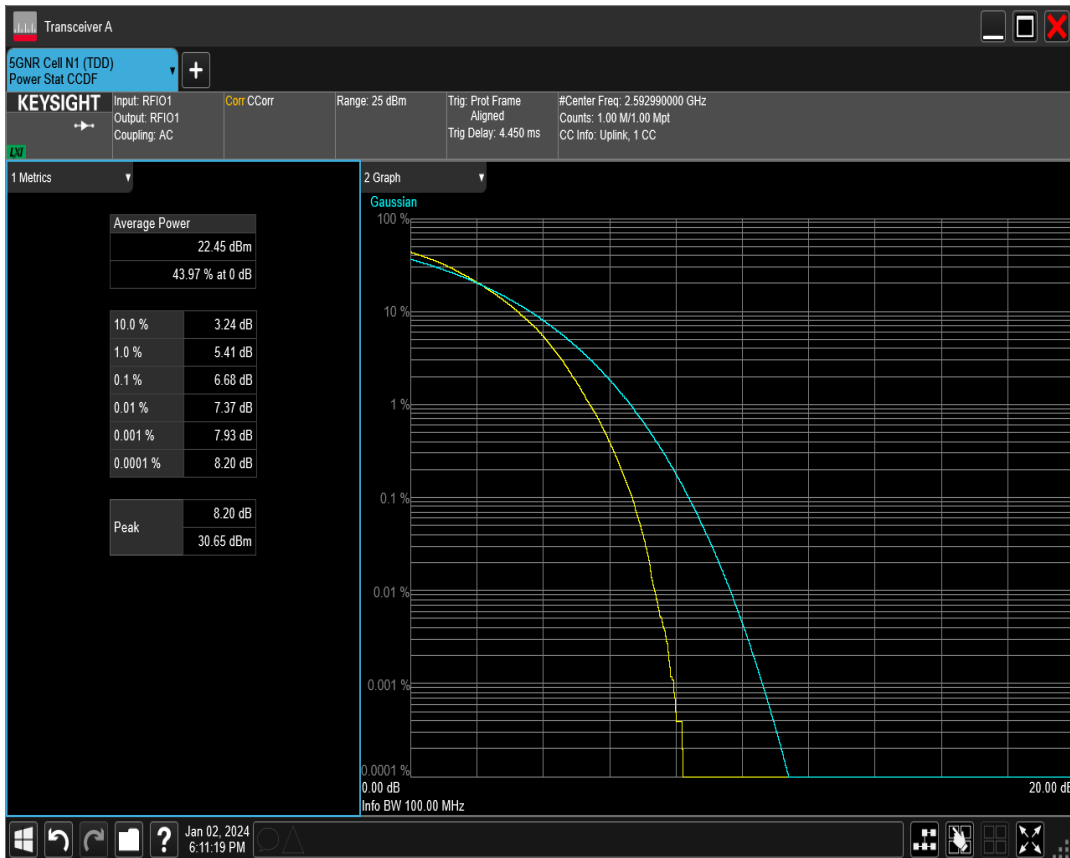 Transceiver A
5GNR Cell N1 (TDD)
Power Stat CCDF
+
KEYSIGHT
LXI
Input: RFIO1
Output: RFIO1
Coupling: AC
Corr CCorr
Range: 25 dBm
Trig: Prot Frame
Aligned
Trig Delay: 4.450 ms
#Center Freq: 2.592990000 GHz
Counts: 1.00 M/1.00 Mpt
CC Info: Uplink, 1 CC
1 Metrics
Average Power
22.45 dBm
43.97 % at 0 dB
10.0 % 3.24 dB
1.0 % 5.41 dB
0.1 % 6.68 dB
0.01 % 7.37 dB
0.001 % 7.93 dB
0.0001 % 8.20 dB
Peak
8.20 dB
30.65 dBm
2 Graph
Gaussian
100 %
10 %
1 %
0.1 %
0.01 %
0.001 %
0.0001 %
0.00 dB 20.00 dB
Info BW 100.00 MHz
?
Jan 02, 2024
6:11:19 PM